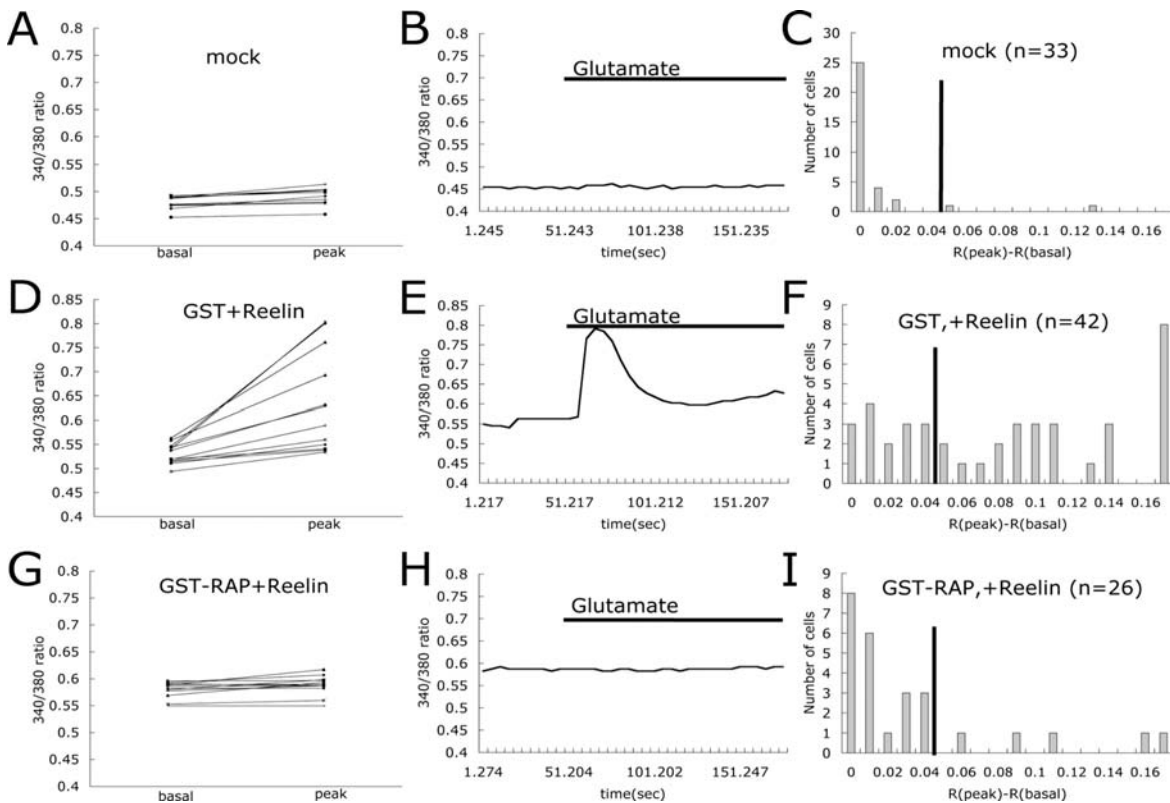 A
mock
340/380 ratio
0.8
0.75
0.7
0.65
0.6
0.55
0.5
0.45
0.4
basal peak
B
Glutamate
340/380 ratio
0.8
0.75
0.7
0.65
0.6
0.55
0.5
0.45
0.4
1.245 51.243 101.238 151.235
time(sec)
C
mock (n=33)
Number of cells
30
25
20
15
10
5
0
0 0.02 0.04 0.06 0.08 0.1 0.12 0.14 0.16
R(peak)-R(basal)
D
GST+Reelin
340/380 ratio
0.8
0.75
0.7
0.65
0.6
0.55
0.5
0.45
0.4
basal peak
E
Glutamate
340/380 ratio
0.8
0.75
0.7
0.65
0.6
0.55
0.5
0.45
0.4
1.217 51.217 101.212 151.207
time(sec)
F
GST,+Reelin (n=42)
Number of cells
9
8
7
6
5
4
3
2
1
0
0 0.02 0.04 0.06 0.08 0.1 0.12 0.14 0.16
R(peak)-R(basal)
G
GST-RAP+Reelin
340/380 ratio
0.8
0.75
0.7
0.65
0.6
0.55
0.5
0.45
0.4
basal peak
H
Glutamate
340/380 ratio
0.8
0.75
0.7
0.65
0.6
0.55
0.5
0.45
0.4
1.274 51.204 101.202 151.247
time(sec)
I
GST-RAP,+Reelin (n=26)
Number of cells
9
8
7
6
5
4
3
2
1
0
0 0.02 0.04 0.06 0.08 0.1 0.12 0.14 0.16
R(peak)-R(basal)